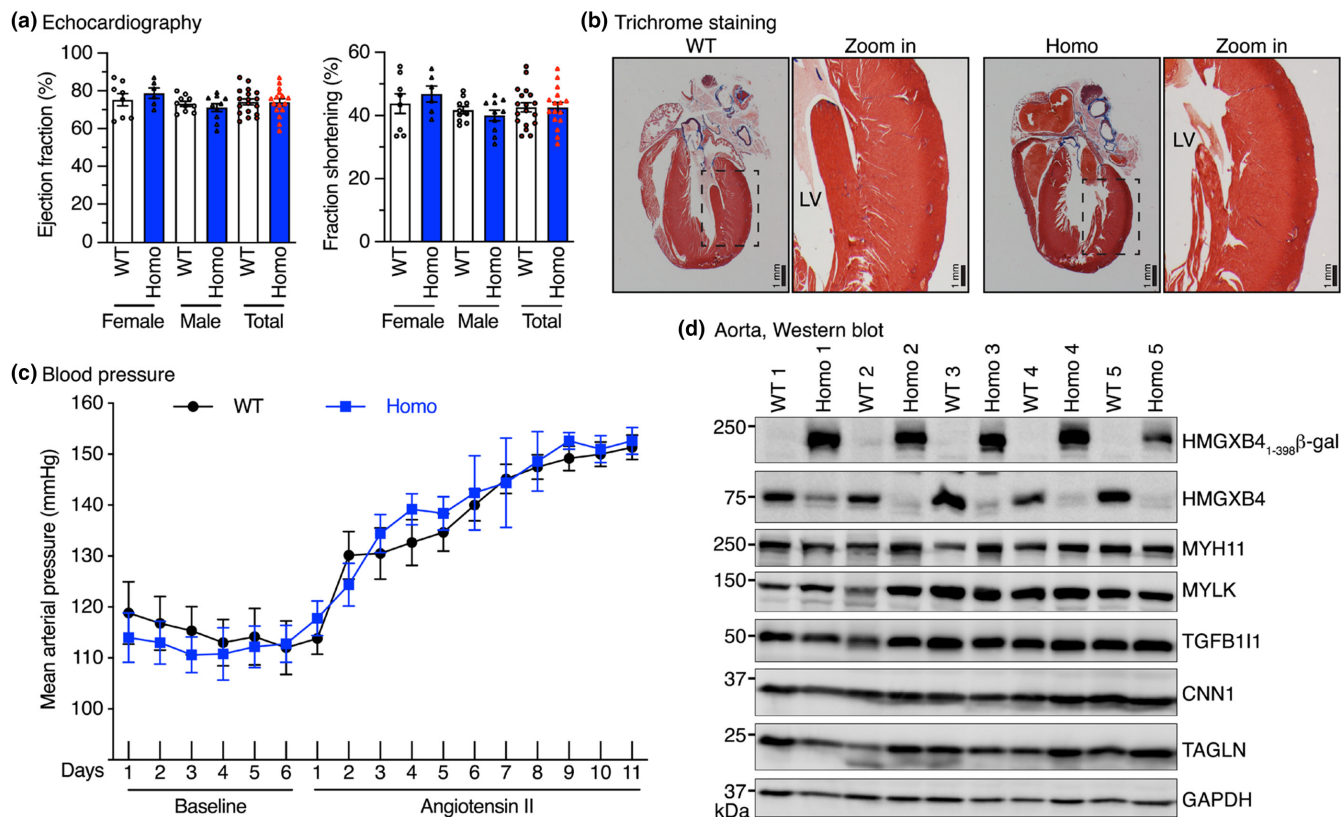 (a) Echocardiography
Ejection fraction (%)
100
80
60
40
20
0
WT
Homo
WT
Homo
WT
Homo
Female
Male
Total
Fraction shortening (%)
60
40
20
0
WT
Homo
WT
Homo
WT
Homo
Female
Male
Total
(b) Trichrome staining
WT
Zoom in
Homo
Zoom in
LV
LV
1 mm
1 mm
1 mm
1 mm
(c) Blood pressure
WT
Homo
Mean arterial pressure (mmHg)
160
150
140
130
120
110
100
Days
1 2 3 4 5 6 1 2 3 4 5 6 7 8 9 10 11
Baseline
Angiotensin II
(d) Aorta, Western blot
WT 1
Homo 1
WT 2
Homo 2
WT 3
Homo 3
WT 4
Homo 4
WT 5
Homo 5
250 HMGXB4₁₋₃₉₈β-gal
75 HMGXB4
250 MYH11
150 MYLK
50 TGFB1I1
37 CNN1
25 TAGLN
37 GAPDH
kDa